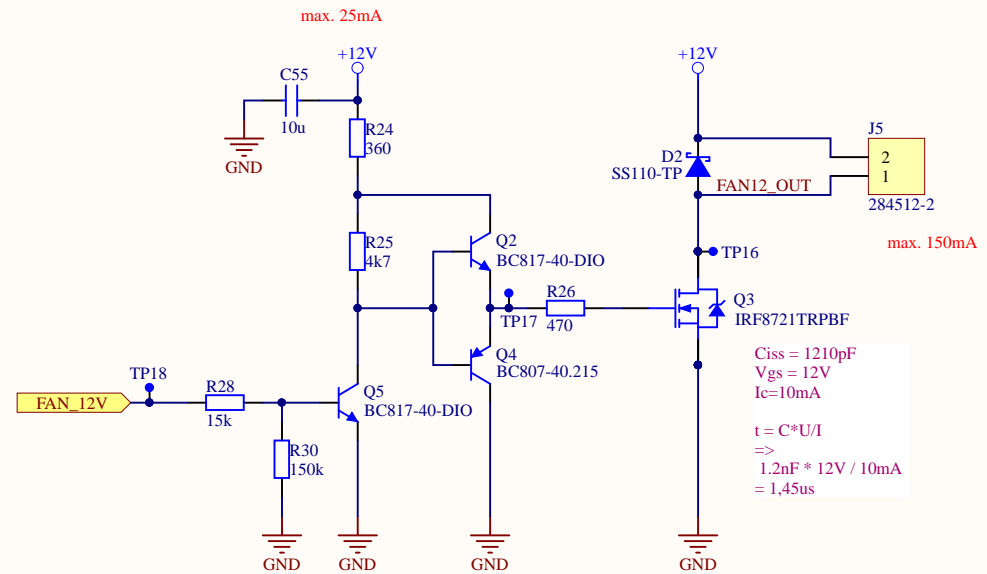 max. 25mA
+12V
+12V
C55
10u
GND
R24
360
J5
2
1
284512-2
D2
SS110-TP
FAN12_OUT
max. 150mA
R25
4k7
Q2
BC817-40-DIO
TP16
R26
470
TP17
Q3
IRF8721TRPBF
Q4
BC807-40.215
Ciss = 1210pF
Vgs = 12V
Ic=10mA
t = C*U/I
=>
1.2nF * 12V / 10mA
= 1,45us
TP18
FAN_12V
R28
15k
Q5
BC817-40-DIO
R30
150k
GND
GND
GND
GND